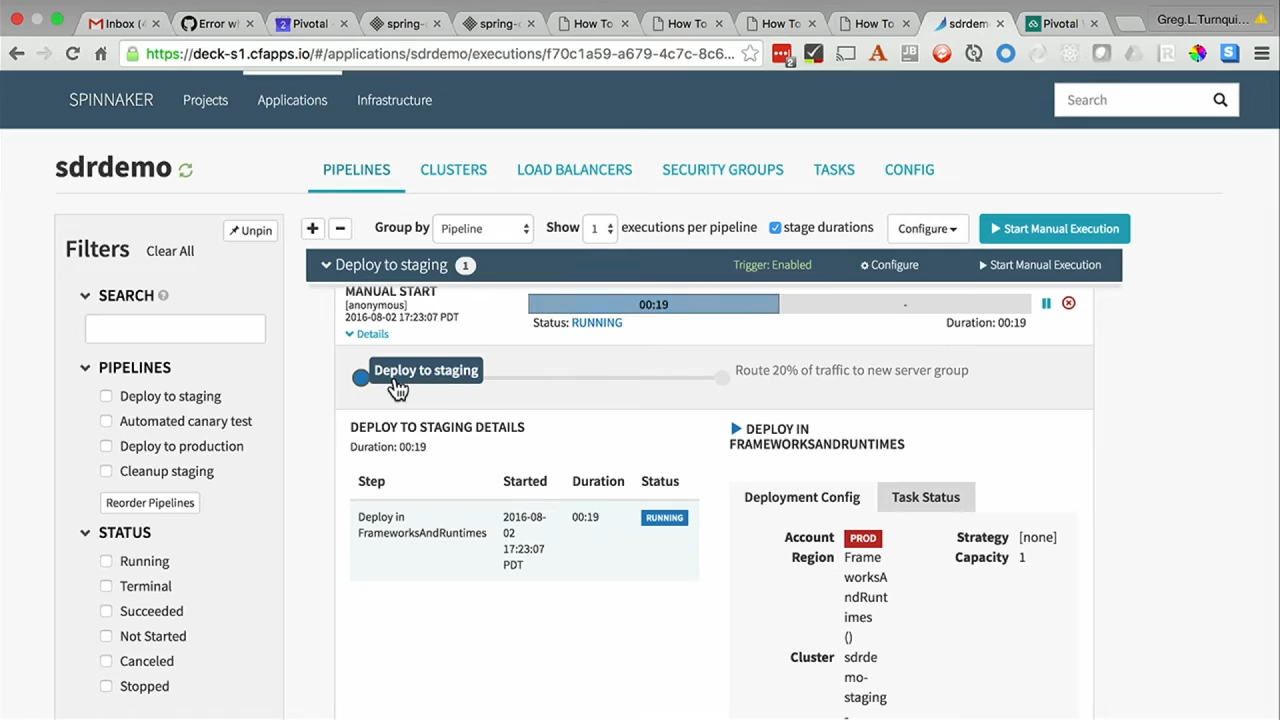 Inbox (4
Error wi
Pivotal
spring-
spring-
How To
How To
How To
How To
sdrdem
Pivotal
Greg.L.Turnqui...
https://deck-s1.cfapps.io/#/applications/sdrdemo/executions/f70c1a59-a679-4c7c-8c6...
SPINNAKER
Projects
Applications
Infrastructure
Search
sdrdemo
PIPELINES
CLUSTERS
LOAD BALANCERS
SECURITY GROUPS
TASKS
CONFIG
Unpin
Filters
Clear All
Group by
Pipeline
Show
1
executions per pipeline
stage durations
Configure
Start Manual Execution
Deploy to staging 1
Trigger: Enabled
Configure
Start Manual Execution
SEARCH
PIPELINES
Deploy to staging
Automated canary test
Deploy to production
Cleanup staging
Reorder Pipelines
STATUS
Running
Terminal
Succeeded
Not Started
Canceled
Stopped
MANUAL START
[anonymous]
2016-08-02 17:23:07 PDT
Details
00:19
-
Status: RUNNING
Duration: 00:19
Deploy to staging
Route 20% of traffic to new server group
DEPLOY TO STAGING DETAILS
Duration: 00:19
Step
Started
Duration
Status
Deploy in
FrameworksAndRuntimes
2016-08-
02
17:23:07
PDT
00:19
RUNNING
DEPLOY IN
FRAMEWORKSANDRUNTIMES
Deployment Config
Task Status
Account
PROD
Region
Frame
worksA
ndRunt
imes
()
Cluster
sdrde
mo-
staging
-
Strategy
[none]
Capacity
1